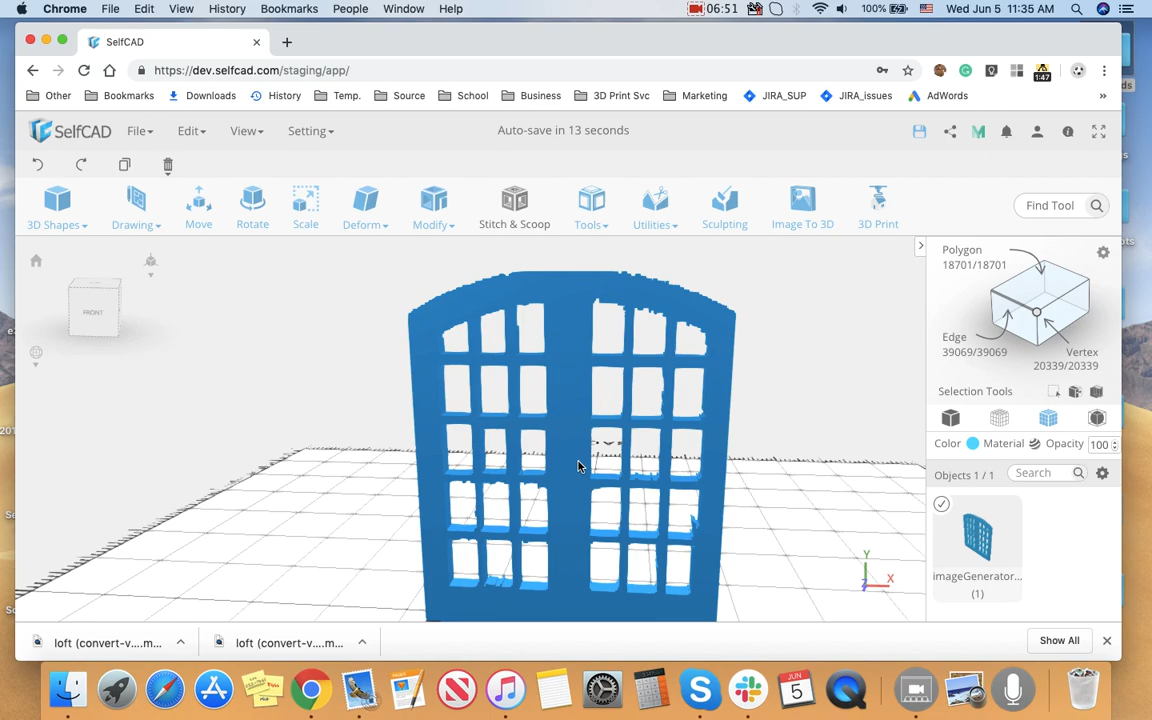 Chrome File Edit View History Bookmarks People Window Help 06:51 100% Wed Jun 5 11:35 AM
SelfCAD
https://dev.selfcad.com/staging/app/
1:47
Other Bookmarks Downloads History Temp. Source School Business 3D Print Svc Marketing JIRA_SUP JIRA_issues AdWords »
SelfCAD File Edit View Setting Auto-save in 13 seconds
3D Shapes Drawing Move Rotate Scale Deform Modify Stitch & Scoop Tools Utilities Sculpting Image To 3D 3D Print Find Tool
Polygon
18701/18701
FRONT
Edge
39069/39069
Vertex
20339/20339
Selection Tools
Color Material Opacity 100
Objects 1 / 1 Search
imageGenerator...
(1)
Y
X
Z
loft (convert-v....m... loft (convert-v....m... Show All
JUN
5